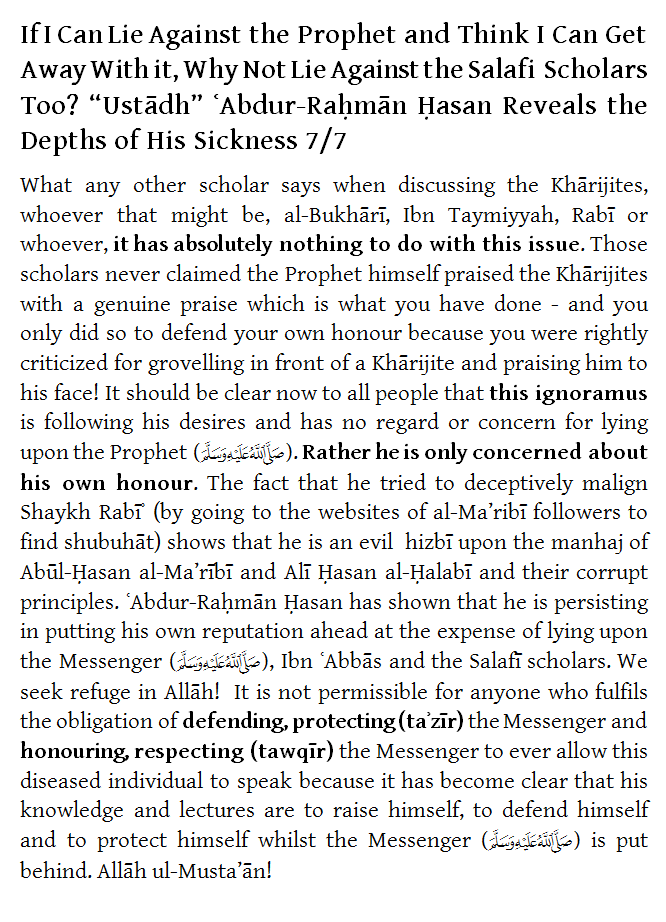 If I Can Lie Against the Prophet and Think I Can Get
Away With it, Why Not Lie Against the Salafi Scholars
Too? “Ustādh” ʿAbdur-Raḥmān Ḥasan Reveals the
Depths of His Sickness 7/7
What any other scholar says when discussing the Khārijites,
whoever that might be, al-Bukhārī, Ibn Taymiyyah, Rabī or
whoever, it has absolutely nothing to do with this issue. Those
scholars never claimed the Prophet himself praised the Khārijites
with a genuine praise which is what you have done - and you
only did so to defend your own honour because you were rightly
criticized for grovelling in front of a Khārijite and praising him to
his face! It should be clear now to all people that this ignoramus
is following his desires and has no regard or concern for lying
upon the Prophet (صَلَّى اللَّهُ عَلَيْهِ وَسَلَّمَ). Rather he is only concerned about
his own honour. The fact that he tried to deceptively malign
Shaykh Rabīʿ (by going to the websites of al-Ma’ribī followers to
find shubuhāt) shows that he is an evil hizbī upon the manhaj of
Abūl-Ḥasan al-Ma’rībī and Alī Ḥasan al-Ḥalabī and their corrupt
principles. ʿAbdur-Raḥmān Ḥasan has shown that he is persisting
in putting his own reputation ahead at the expense of lying upon
the Messenger (صَلَّى اللَّهُ عَلَيْهِ وَسَلَّمَ), Ibn ʿAbbās and the Salafī scholars. We
seek refuge in Allāh! It is not permissible for anyone who fulfils
the obligation of defending, protecting (taʾzīr) the Messenger and
honouring, respecting (tawqīr) the Messenger to ever allow this
diseased individual to speak because it has become clear that his
knowledge and lectures are to raise himself, to defend himself
and to protect himself whilst the Messenger (صَلَّى اللَّهُ عَلَيْهِ وَسَلَّمَ) is put
behind. Allāh ul-Musta’ān!